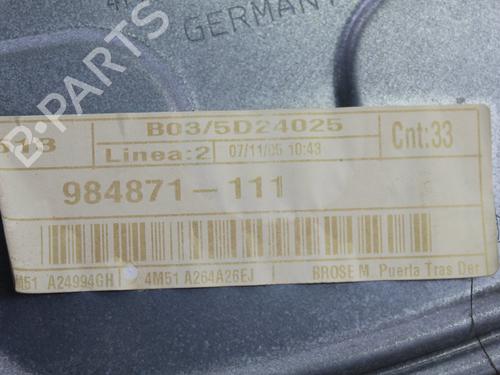 GERMANY
B03/5D24025
Linea:2 07/11/05 10:43
Cnt:33
984871-111
A24994GH 4M51 A264A26EJ BROSE M. Puerta Tras Der
B-PARTS